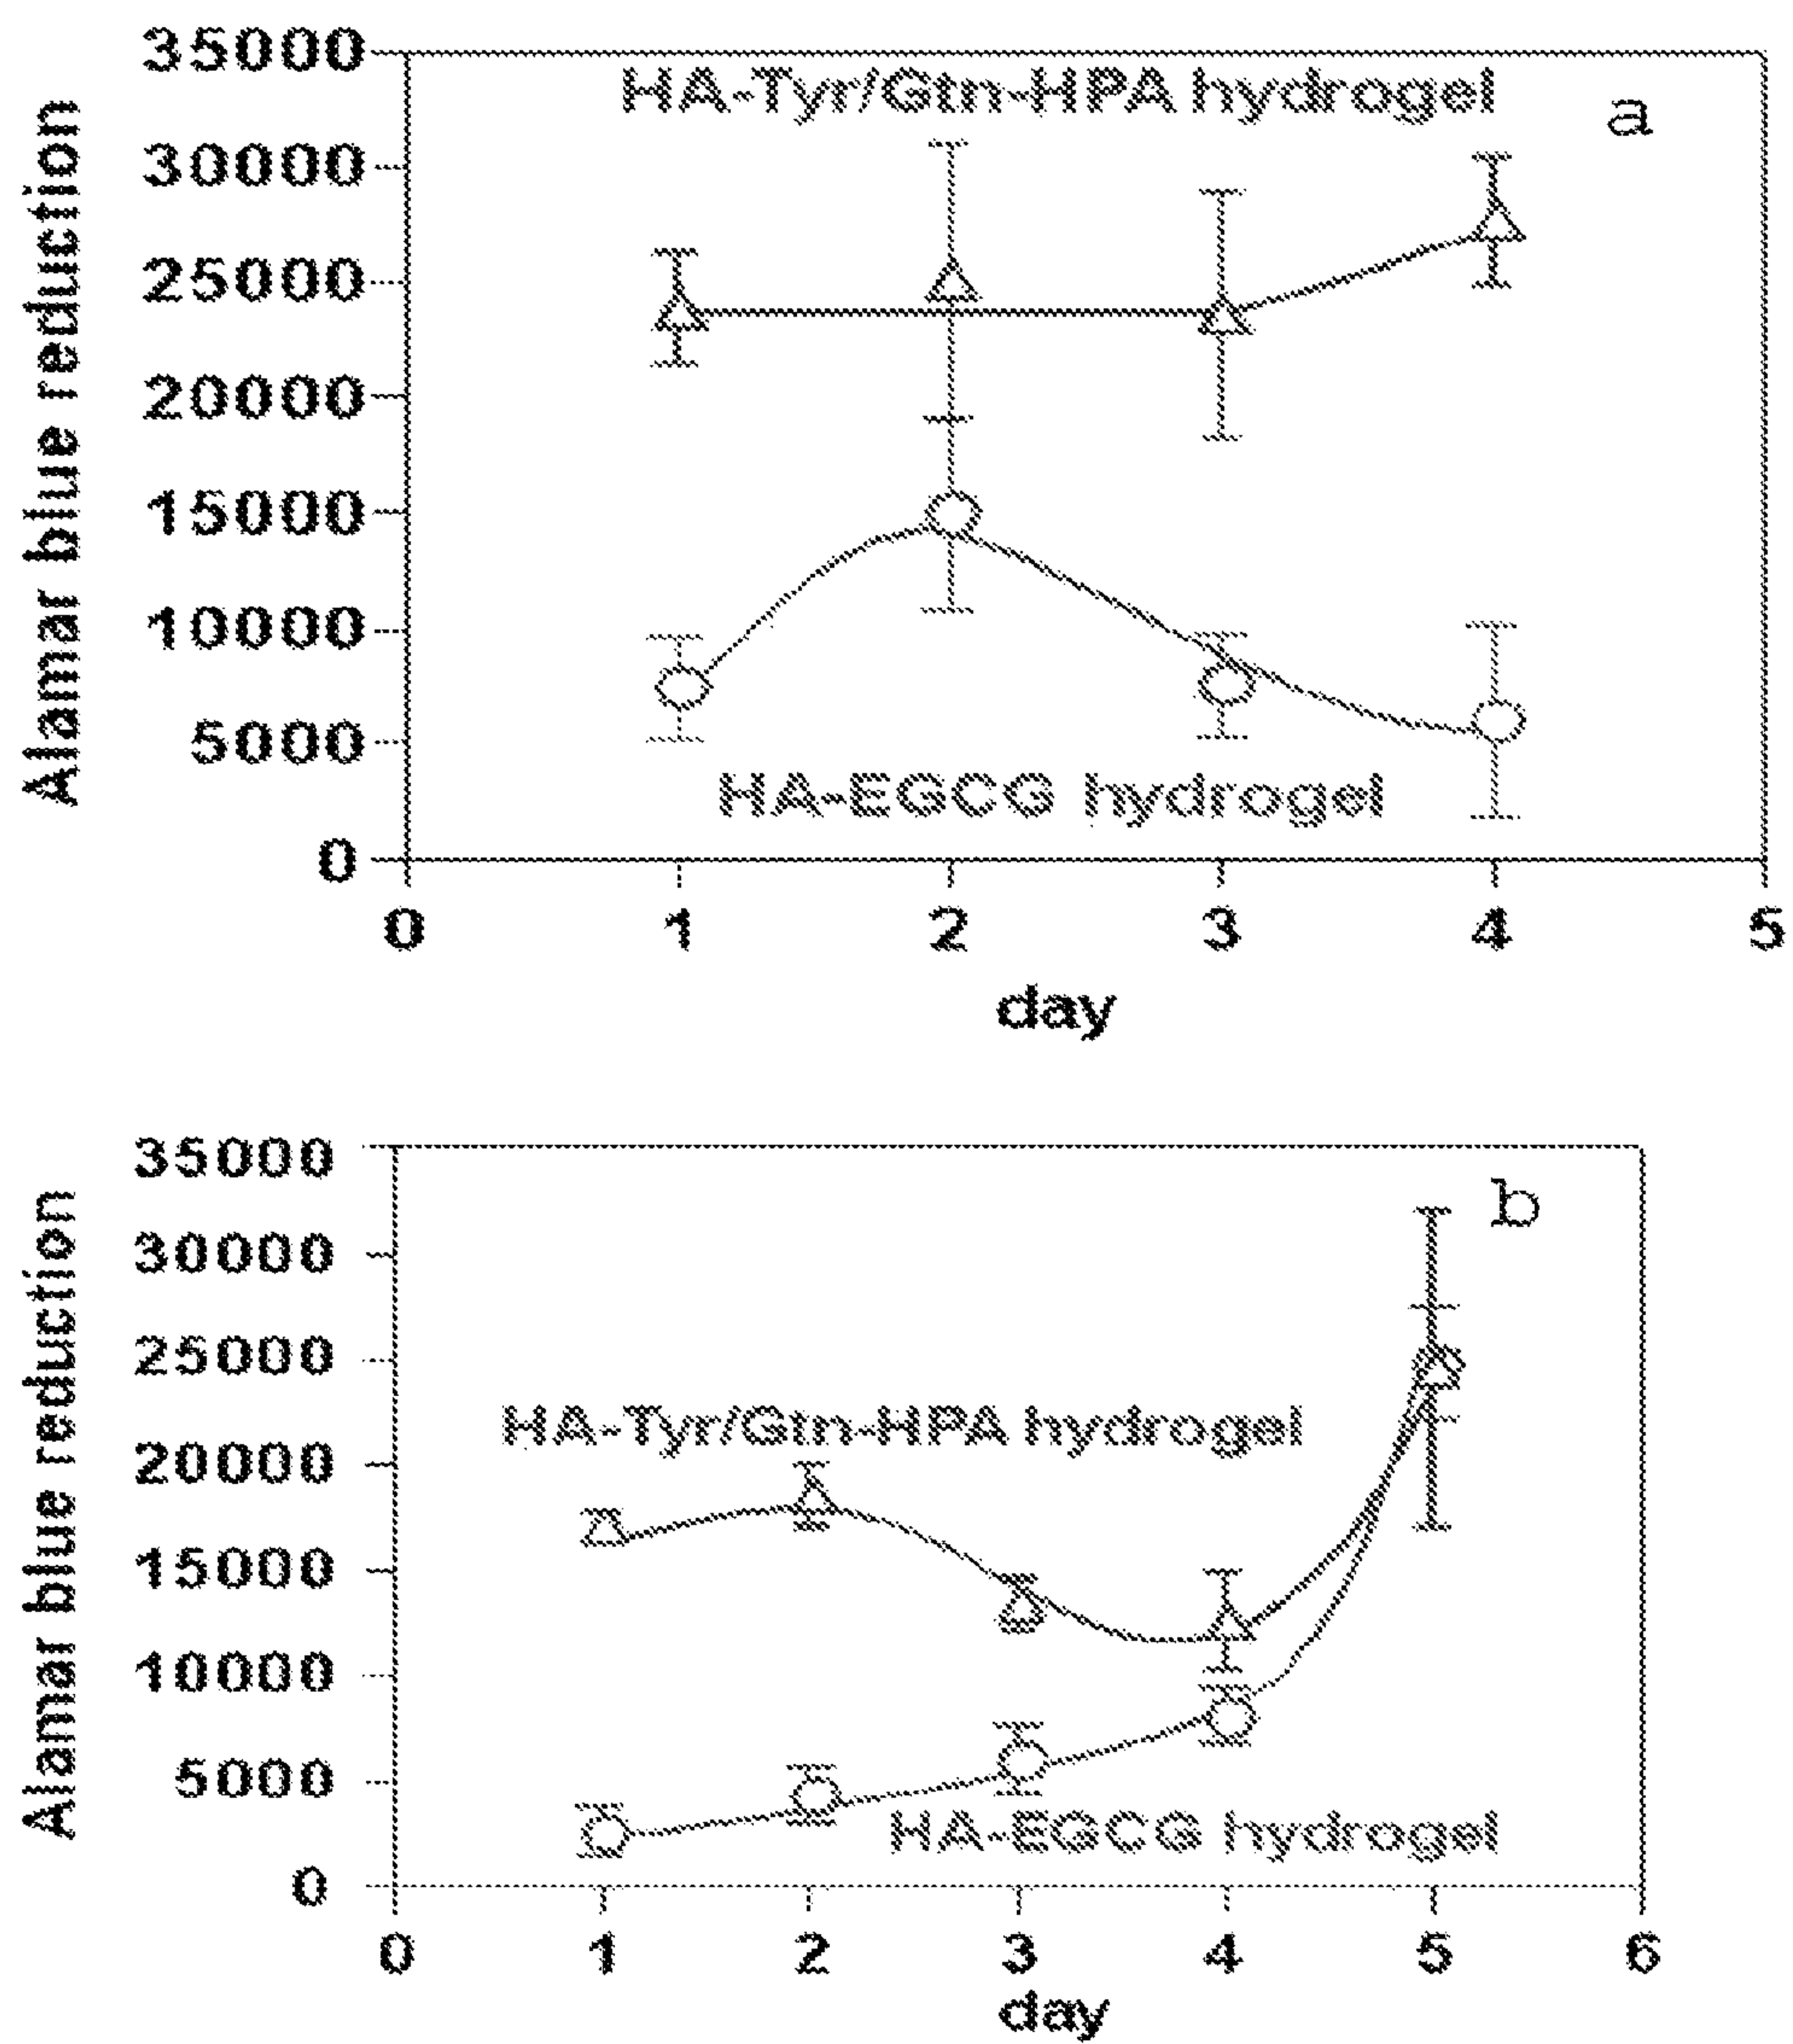 35000
HA-Tyr/Gtn-HPA hydrogel
a
30000
25000
20000
15000
10000
5000
HA-EGCG hydrogel
0
Alamar blue reduction
0 1 2 3 4 5
day
35000
b
30000
25000
HA-Tyr/Gtn-HPA hydrogel
20000
15000
10000
5000
HA-EGCG hydrogel
0
Alamar blue reduction
0 1 2 3 4 5 6
day